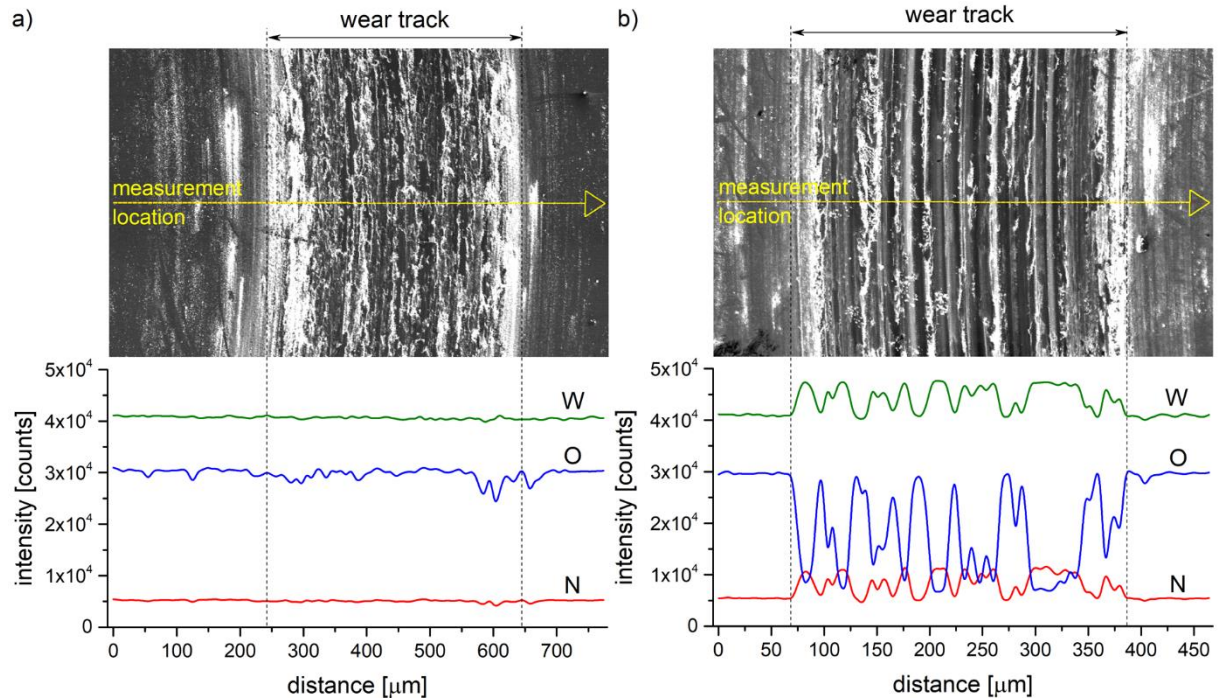 a)
wear track
measurement
location
5x10⁴
4x10⁴
3x10⁴
2x10⁴
1x10⁴
0
intensity [counts]
W
O
N
0 100 200 300 400 500 600 700
distance [μm]
b)
wear track
measurement
location
5x10⁴
4x10⁴
3x10⁴
2x10⁴
1x10⁴
0
intensity [counts]
W
O
N
0 50 100 150 200 250 300 350 400 450
distance [μm]